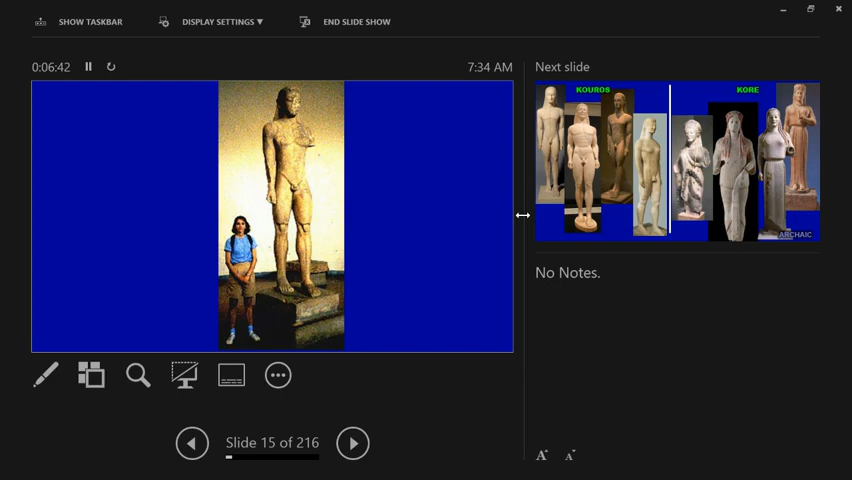 SHOW TASKBAR
DISPLAY SETTINGS ▼
END SLIDE SHOW
0:06:42
7:34 AM
Next slide
KOUROS
KORE
ARCHAIC
No Notes.
Slide 15 of 216
A A